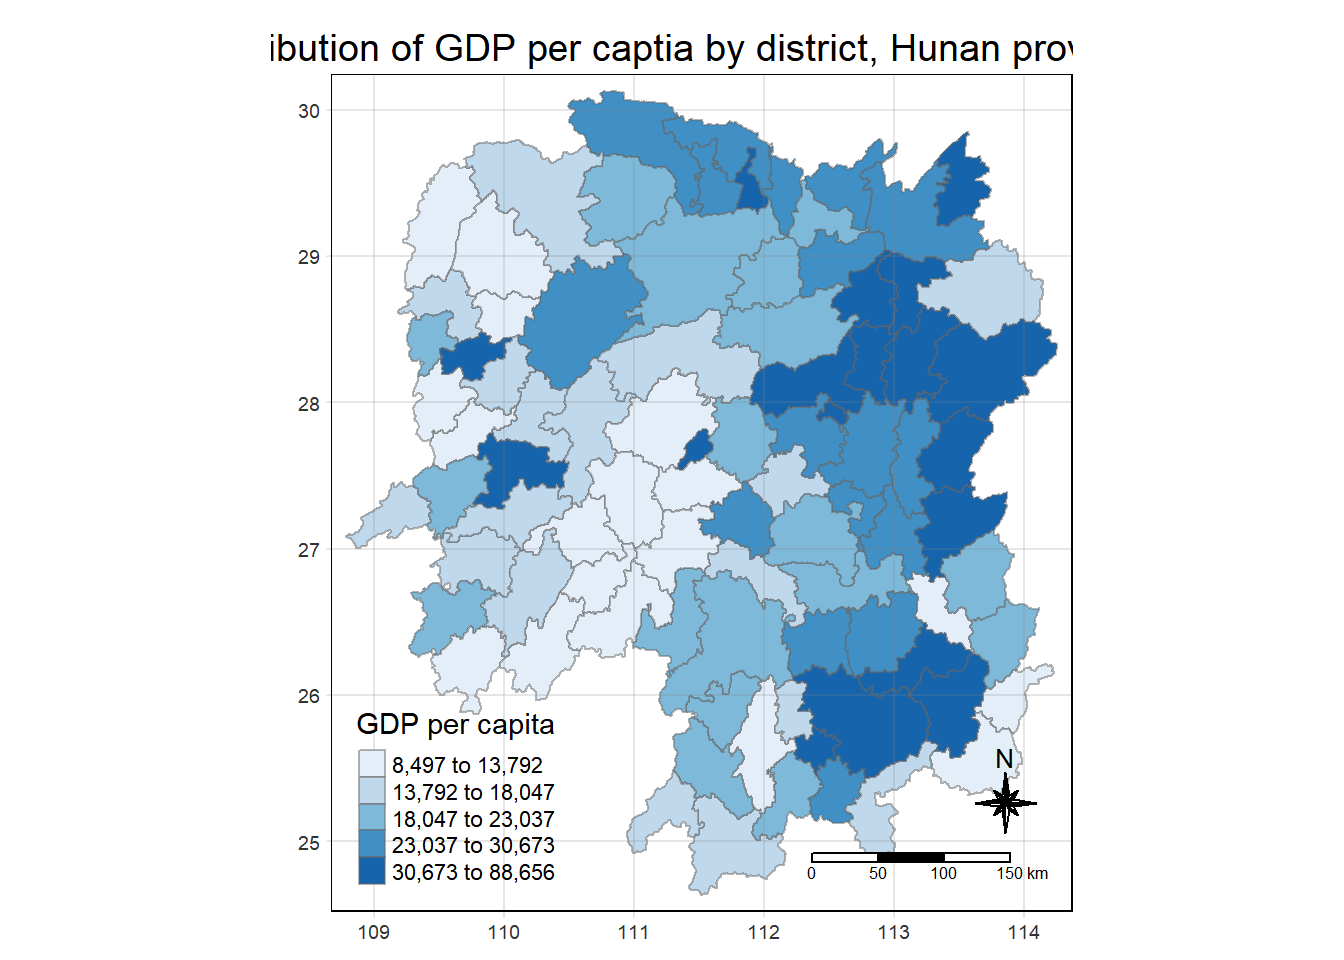 ibution of GDP per captia by district, Hunan prov
30
29
28
27
26
25
GDP per capita
8,497 to 13,792
13,792 to 18,047
18,047 to 23,037
23,037 to 30,673
30,673 to 88,656
N
0 50 100 150 km
109 110 111 112 113 114